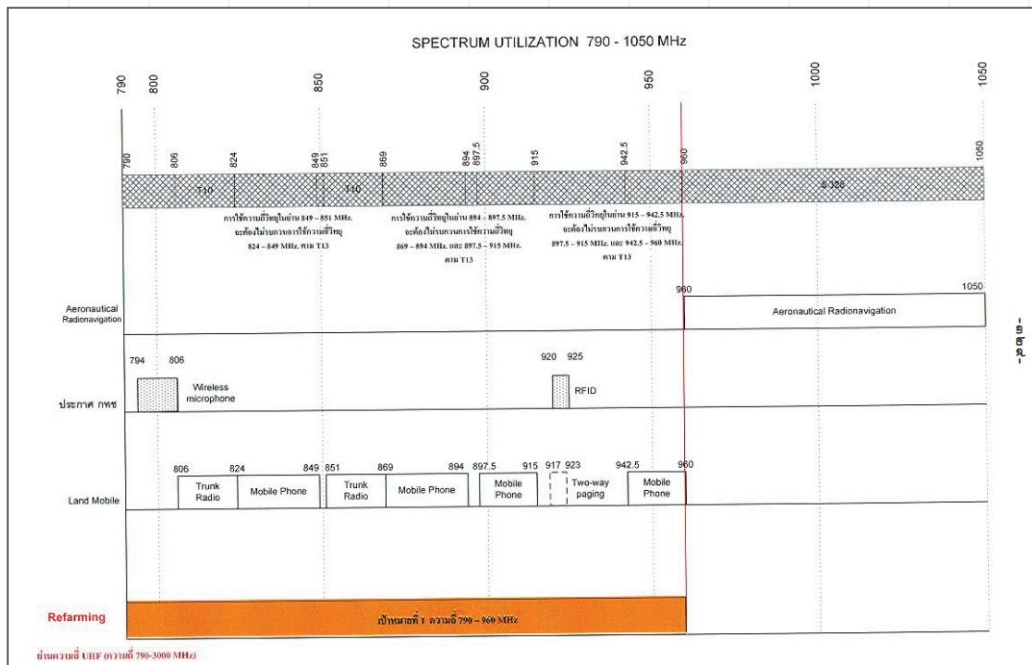 SPECTRUM UTILIZATION 790 - 1050 MHz
790 800 850 900 950 1000 1050
790 806 824 849 851 869 894 897.5 915 942.5 960 1050
T10 T10 5.328
การใช้ความถี่วิทยุในย่าน 849 – 851 MHz.
จะต้องไม่รบกวนการใช้ความถี่วิทยุ
824 – 849 MHz. ตาม T13
การใช้ความถี่วิทยุในย่าน 894 – 897.5 MHz.
จะต้องไม่รบกวนการใช้ความถี่วิทยุ
869 – 894 MHz. และ 897.5 – 915 MHz.
ตาม T13
การใช้ความถี่วิทยุในย่าน 915 – 942.5 MHz.
จะต้องไม่รบกวนการใช้ความถี่วิทยุ
897.5 – 915 MHz. และ 942.5 – 960 MHz.
ตาม T13
960 1050
Aeronautical
Radionavigation
Aeronautical Radionavigation
-๓๒๘-
794 806 920 925
ประกาศ กทช
Wireless
microphone
RFID
806 824 849 851 869 894 897.5 915 917 923 942.5 960
Land Mobile
Trunk
Radio
Mobile Phone
Trunk
Radio
Mobile Phone
Mobile
Phone
Two-way
paging
Mobile
Phone
Refarming
เป้าหมายที่ 1 ความถี่ 790 – 960 MHz
ย่านความถี่ UHF (ความถี่ 790-3000 MHz)